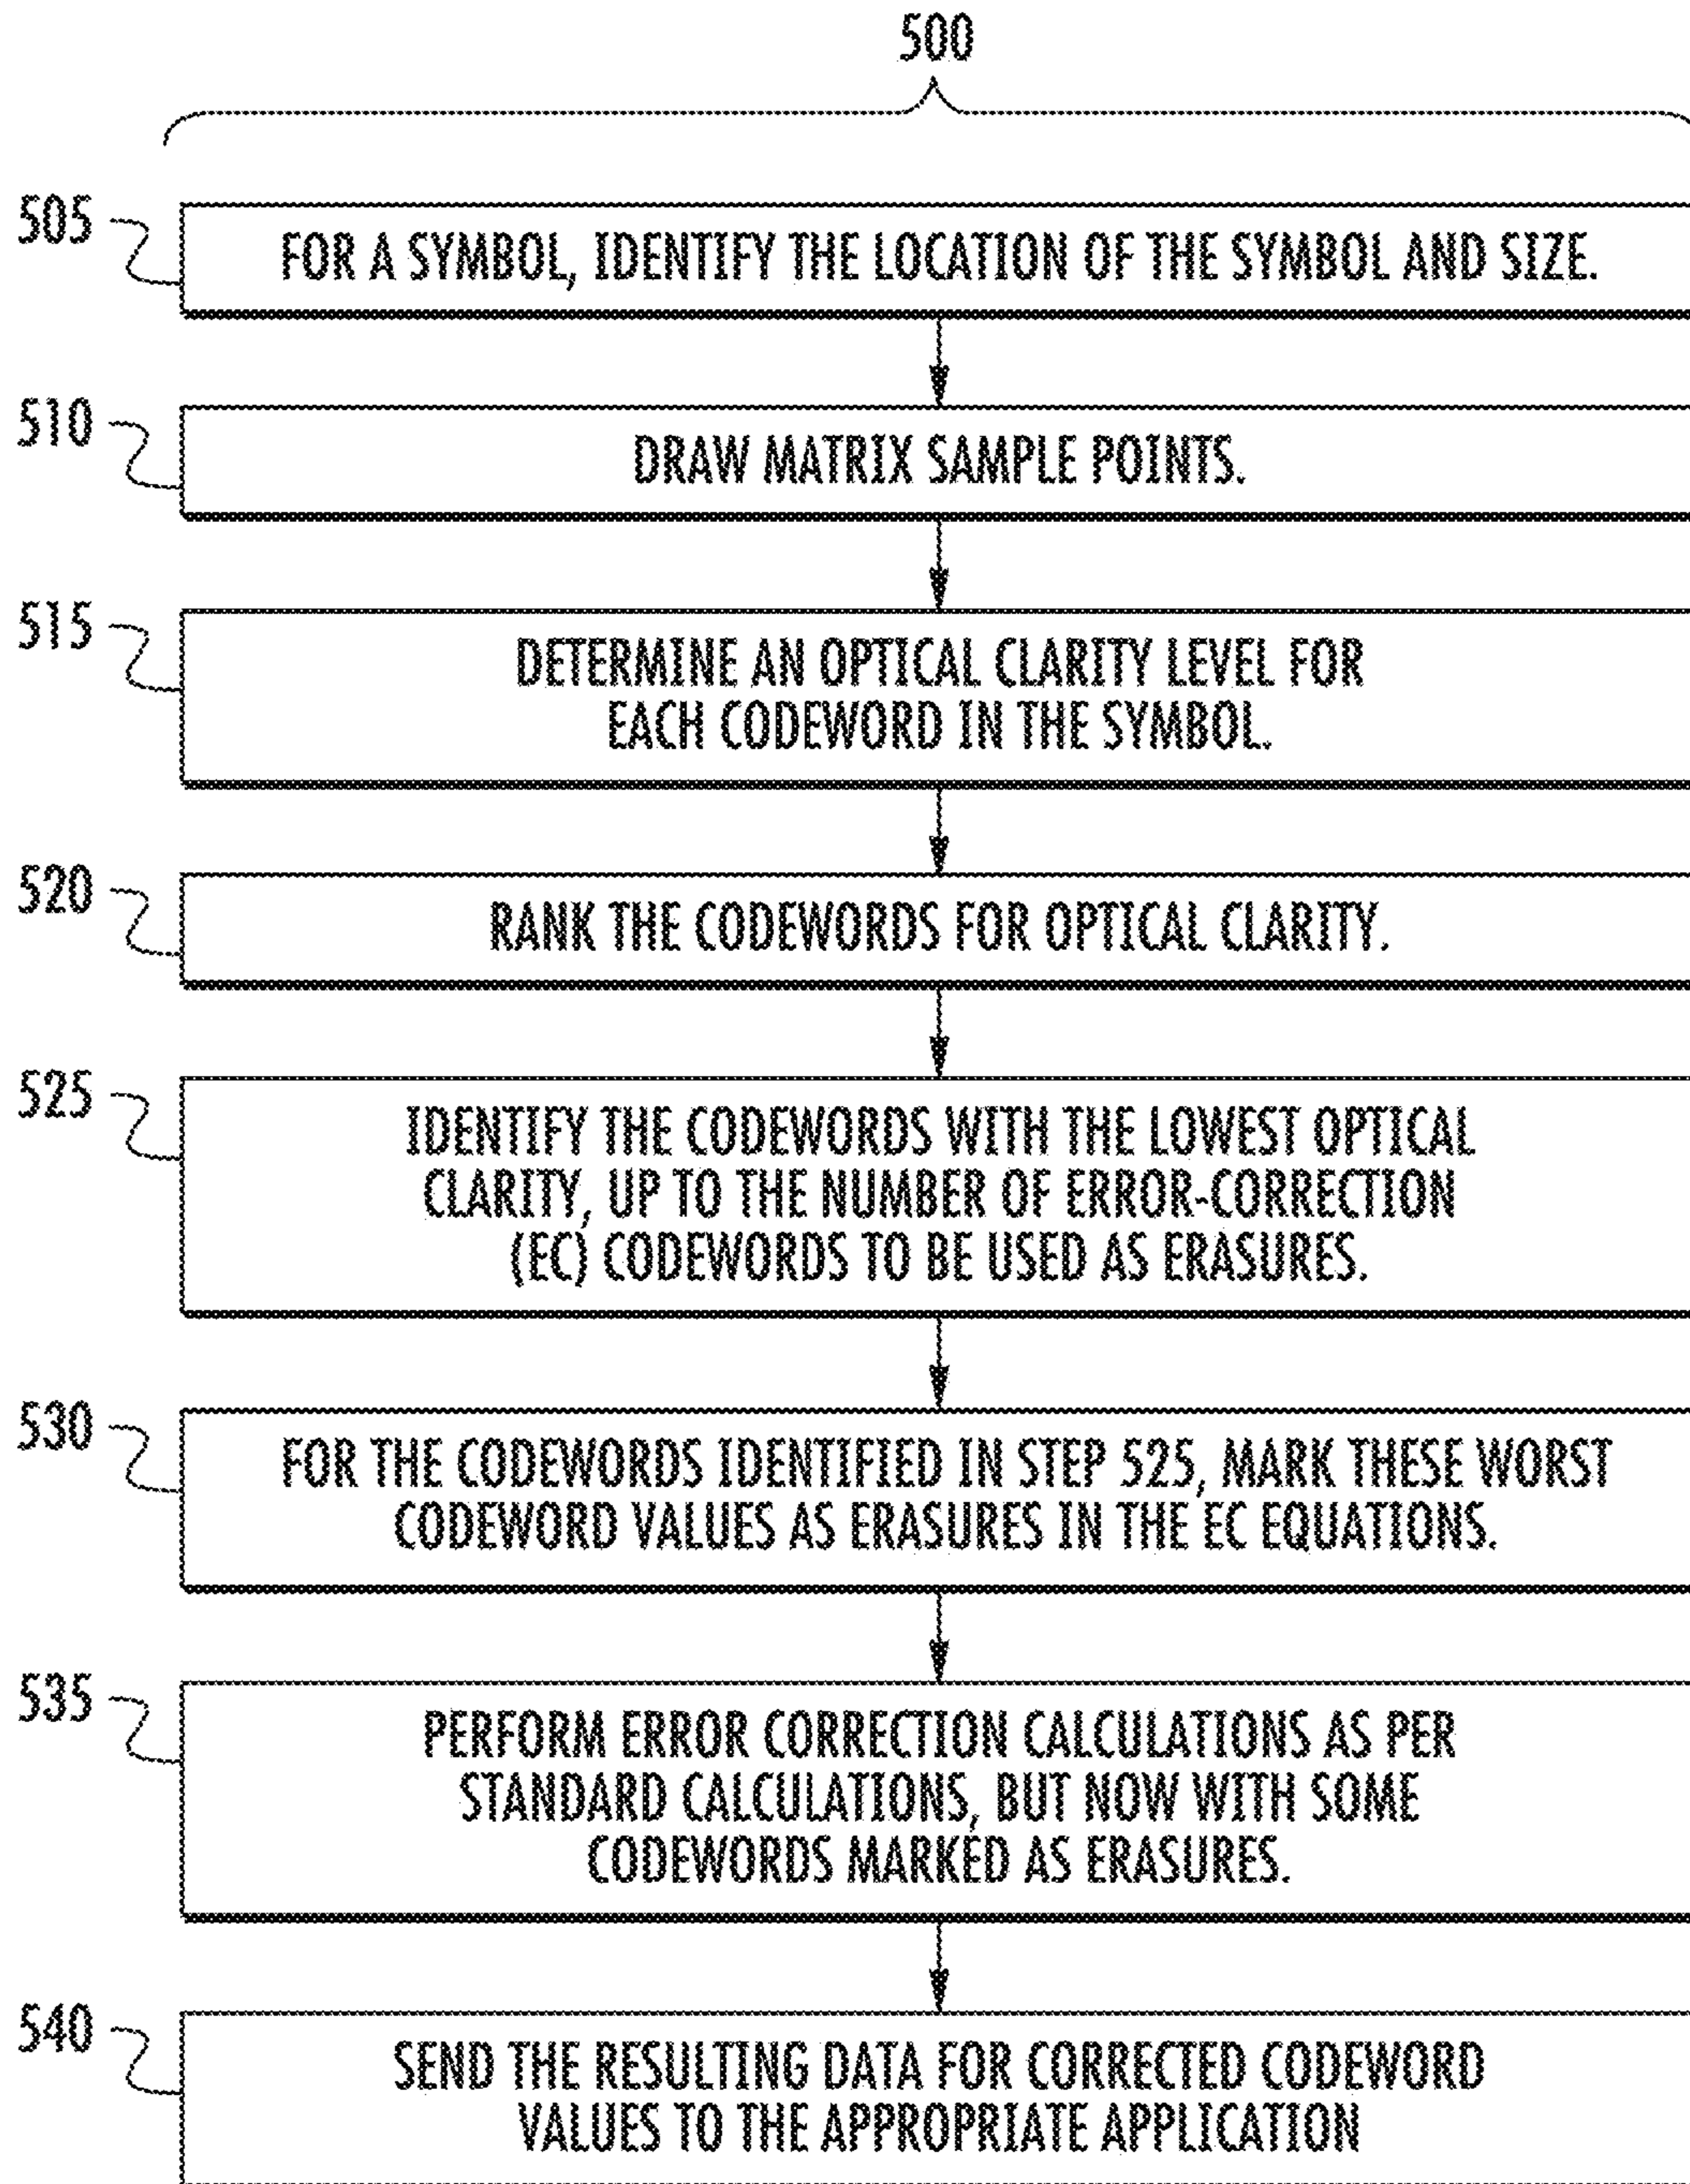 500
505
FOR A SYMBOL, IDENTIFY THE LOCATION OF THE SYMBOL AND SIZE.
510
DRAW MATRIX SAMPLE POINTS.
515
DETERMINE AN OPTICAL CLARITY LEVEL FOR
EACH CODEWORD IN THE SYMBOL.
520
RANK THE CODEWORDS FOR OPTICAL CLARITY.
525
IDENTIFY THE CODEWORDS WITH THE LOWEST OPTICAL
CLARITY, UP TO THE NUMBER OF ERROR-CORRECTION
(EC) CODEWORDS TO BE USED AS ERASURES.
530
FOR THE CODEWORDS IDENTIFIED IN STEP 525, MARK THESE WORST
CODEWORD VALUES AS ERASURES IN THE EC EQUATIONS.
535
PERFORM ERROR CORRECTION CALCULATIONS AS PER
STANDARD CALCULATIONS, BUT NOW WITH SOME
CODEWORDS MARKED AS ERASURES.
540
SEND THE RESULTING DATA FOR CORRECTED CODEWORD
VALUES TO THE APPROPRIATE APPLICATION